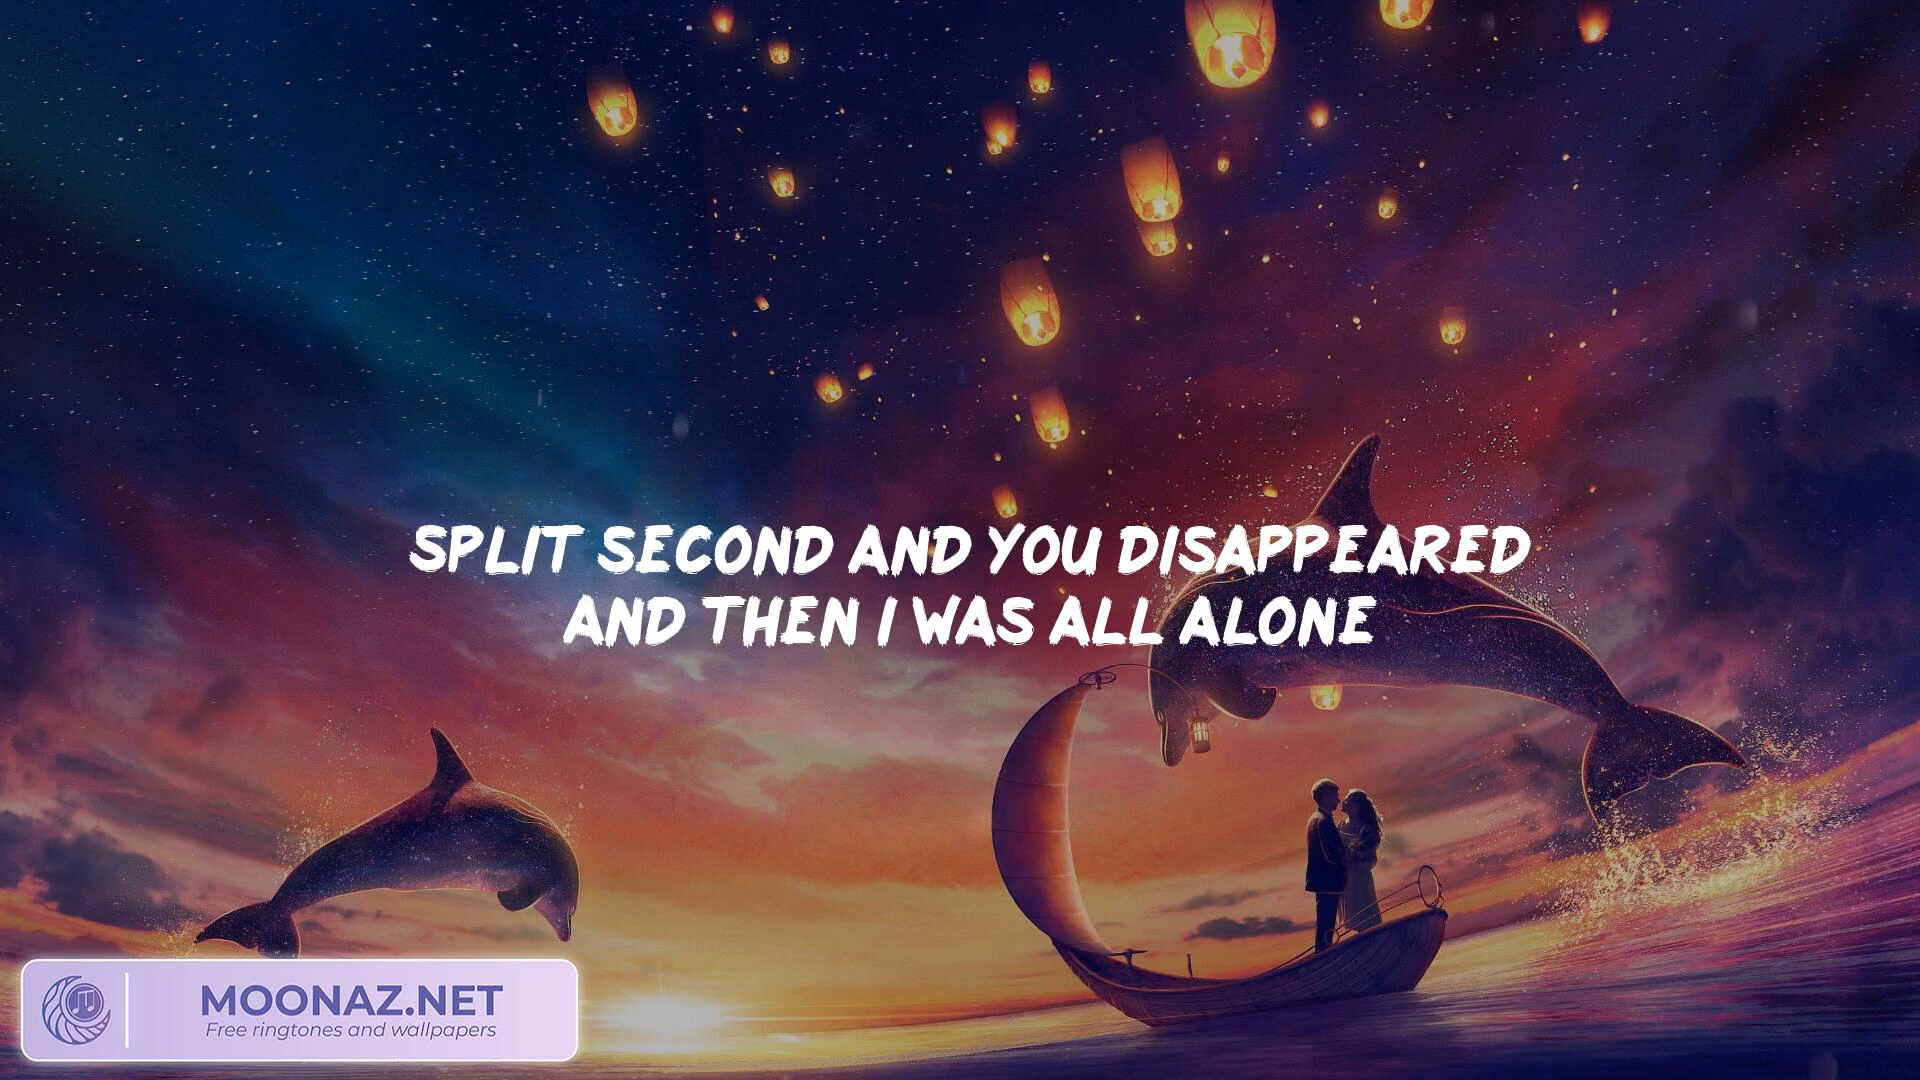 SPLIT SECOND AND YOU DISAPPEARED
AND THEN I WAS ALL ALONE
MOONAZ.NET
Free ringtones and wallpapers